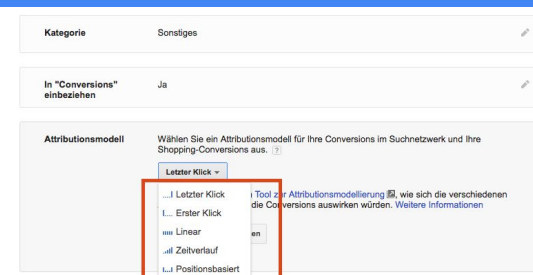 Kategorie Sonstiges
In "Conversions" einbeziehen Ja
Attributionsmodell Wählen Sie ein Attributionsmodell für Ihre Conversions im Suchnetzwerk und Ihre
Shopping-Conversions aus. [?]
Letzter Klick
Letzter Klick
Tool zur Attributionsmodellierung, wie sich die verschiedenen
Erster Klick
die Conversions auswirken würden. Weitere Informationen
Linear
en
Zeitverlauf
Positionsbasiert